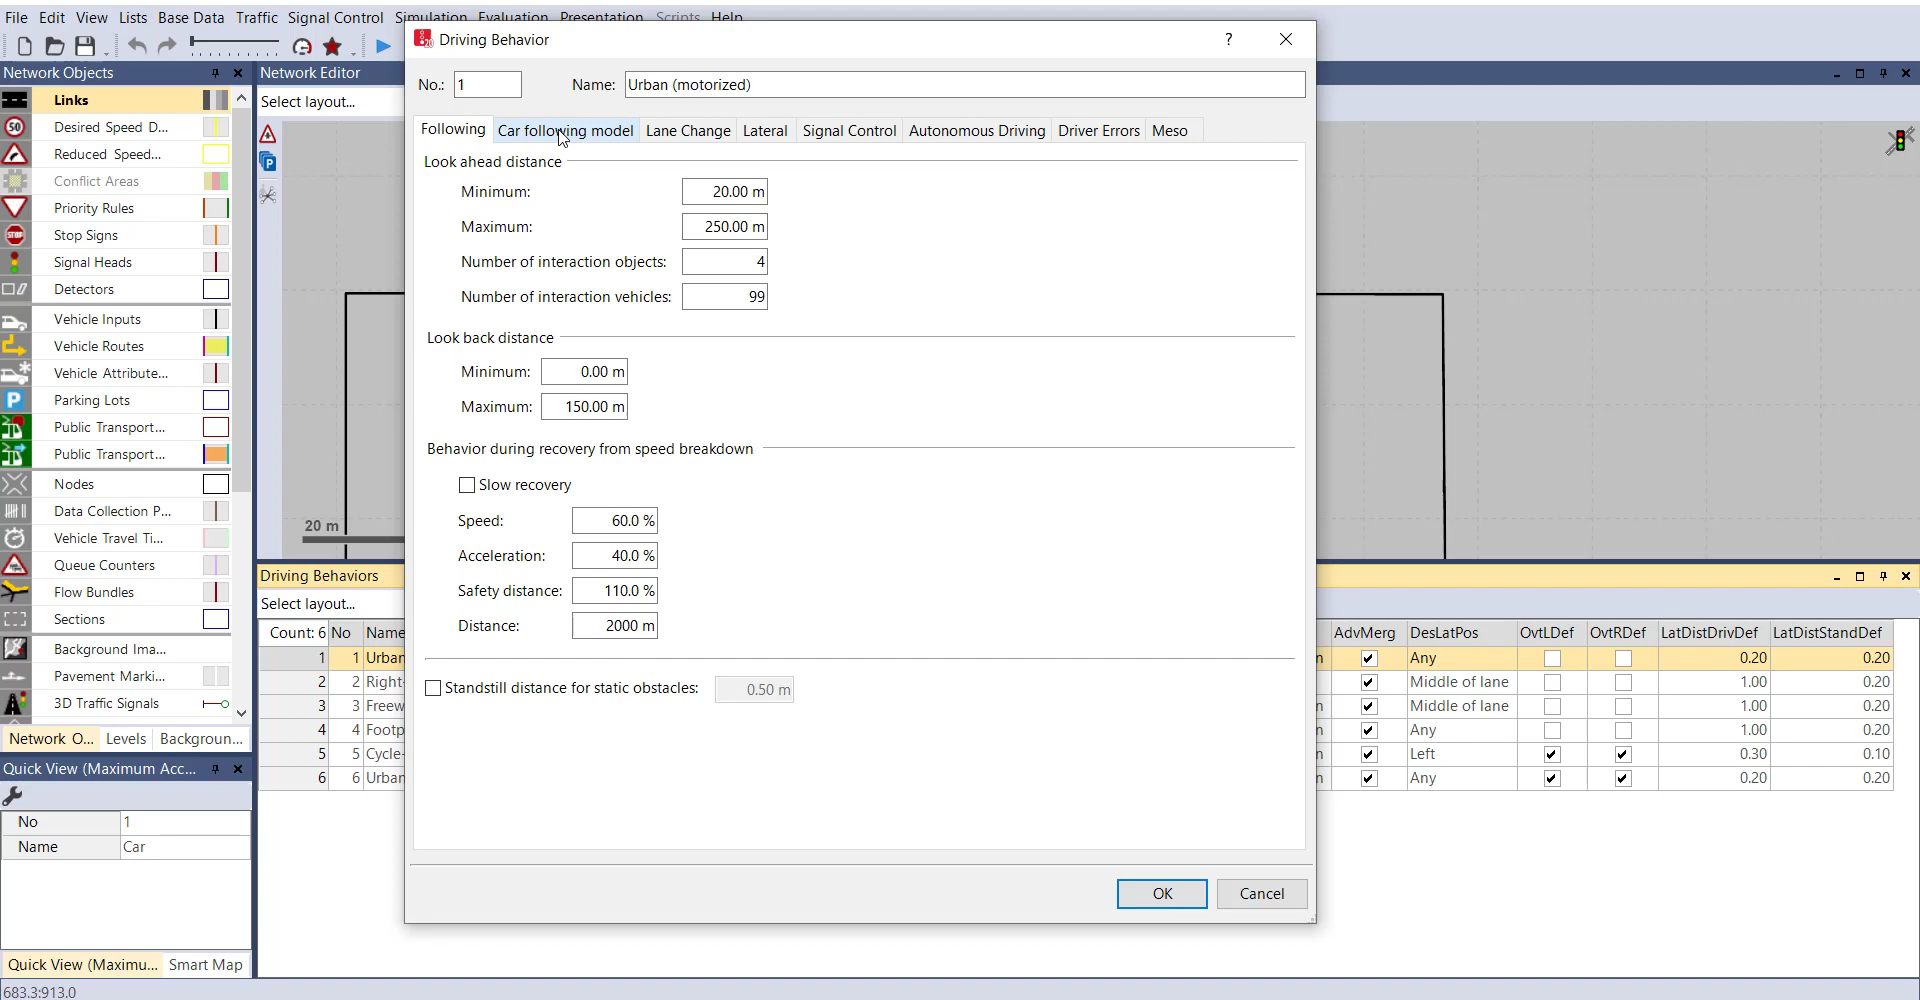 File Edit View Lists Base Data Traffic Signal Control Simulation Evaluation Presentation Scripts Help
Network Objects
Links
50 Desired Speed D...
Reduced Speed...
Conflict Areas
Priority Rules
STOP Stop Signs
Signal Heads
Detectors
Vehicle Inputs
Vehicle Routes
Vehicle Attribute...
P Parking Lots
Public Transport...
Public Transport...
Nodes
Data Collection P...
Vehicle Travel Ti...
Queue Counters
Flow Bundles
Sections
Background Ima...
Pavement Marki...
3D Traffic Signals
Network O... Levels Backgroun...
Quick View (Maximum Acc...
No 1
Name Car
Quick View (Maximu... Smart Map
683.3:913.0
Network Editor
Select layout...
P
20 m
Driving Behavior ?
No.: 1 Name: Urban (motorized)
Following Car following model Lane Change Lateral Signal Control Autonomous Driving Driver Errors Meso
Look ahead distance
Minimum: 20.00 m
Maximum: 250.00 m
Number of interaction objects: 4
Number of interaction vehicles: 99
Look back distance
Minimum: 0.00 m
Maximum: 150.00 m
Behavior during recovery from speed breakdown
Slow recovery
Speed: 60.0 %
Acceleration: 40.0 %
Safety distance: 110.0 %
Distance: 2000 m
Standstill distance for static obstacles: 0.50 m
OK Cancel
Driving Behaviors
Select layout...
Count: 6 No Name AdvMerg DesLatPos OvtLDef OvtRDef LatDistDrivDef LatDistStandDef
1 1 Urban Any 0.20 0.20
2 2 Right- Middle of lane 1.00 0.20
3 3 Freew Middle of lane 1.00 0.20
4 4 Footp Any 1.00 0.20
5 5 Cycle- Left 0.30 0.10
6 6 Urban Any 0.20 0.20